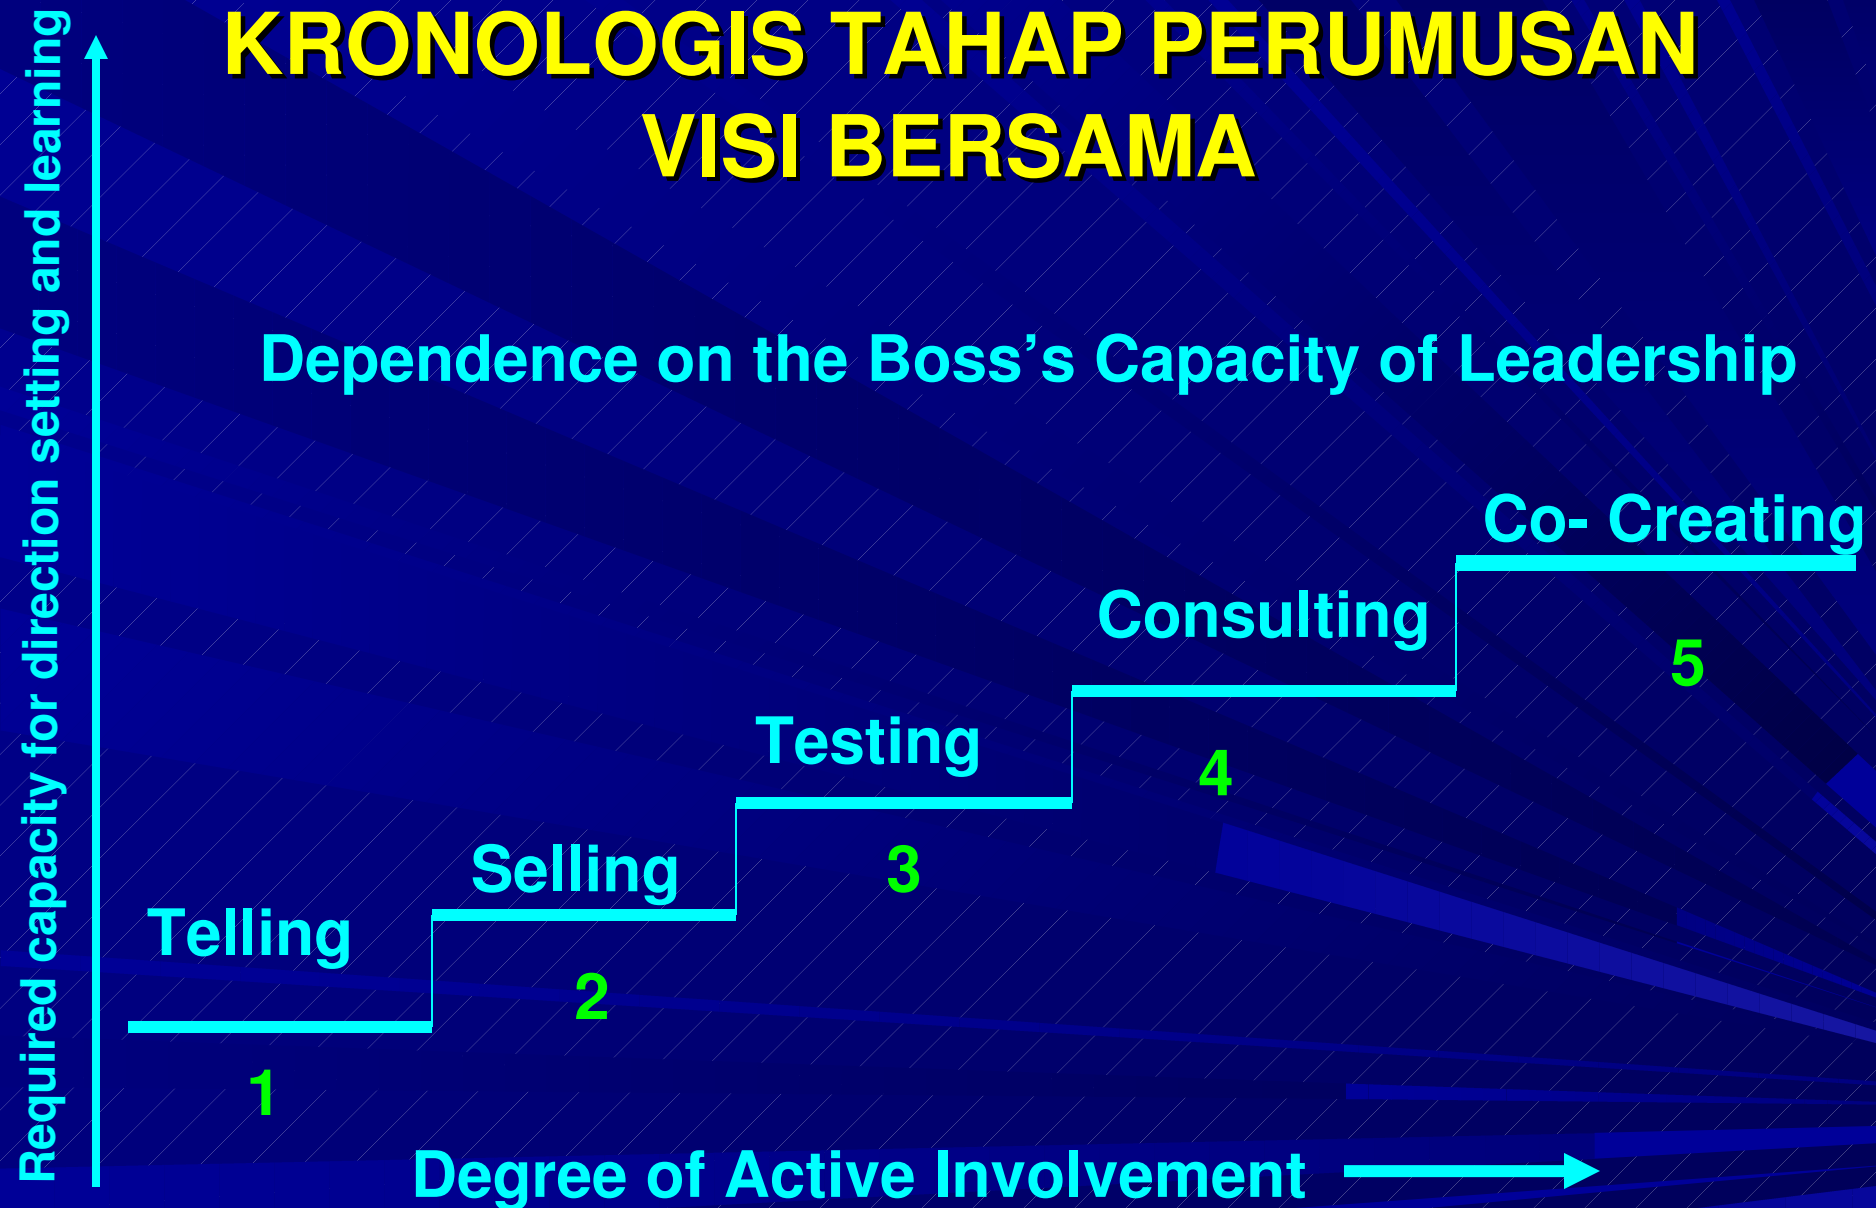 KRONOLOGIS TAHAP PERUMUSAN
VISI BERSAMA
Required capacity for direction setting and learning
Dependence on the Boss’s Capacity of Leadership
Co- Creating
5
Consulting
4
Testing
3
Selling
2
Telling
1
Degree of Active Involvement